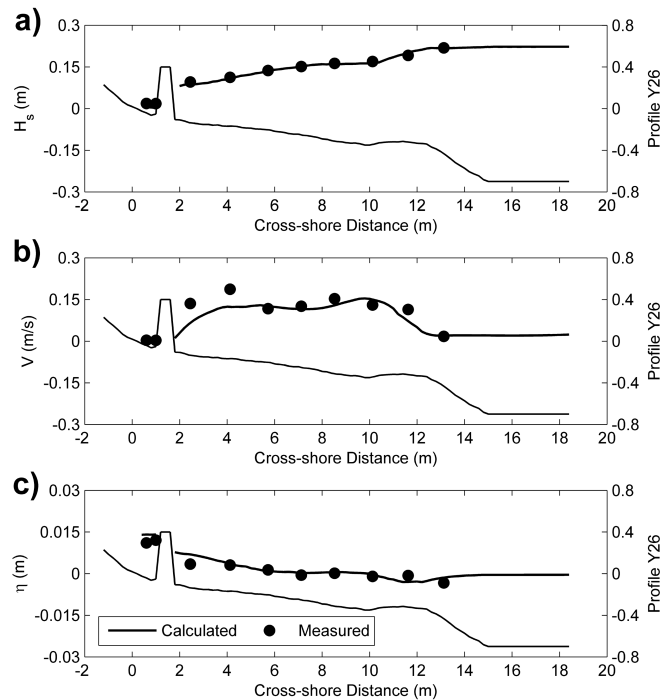 a)
0.3
0.15
0
-0.15
-0.3
H_s (m)
0.8
0.4
0
-0.4
-0.8
Profile Y26
-2 0 2 4 6 8 10 12 14 16 18 20
Cross-shore Distance (m)
b)
0.3
0.15
0
-0.15
-0.3
V (m/s)
0.8
0.4
0
-0.4
-0.8
Profile Y26
-2 0 2 4 6 8 10 12 14 16 18 20
Cross-shore Distance (m)
c)
0.03
0.015
0
-0.015
-0.03
η (m)
0.8
0.4
0
-0.4
-0.8
Profile Y26
Calculated Measured
-2 0 2 4 6 8 10 12 14 16 18 20
Cross-shore Distance (m)